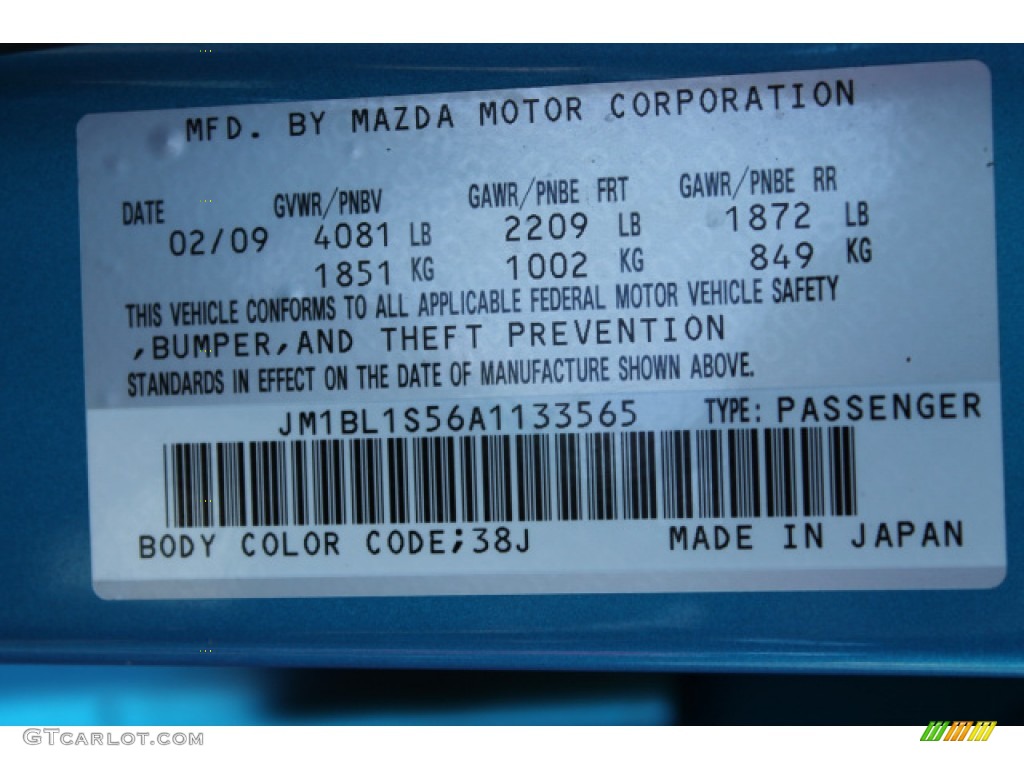 MFD. BY MAZDA MOTOR CORPORATION
DATE GVWR/PNBV GAWR/PNBE FRT GAWR/PNBE RR
02/09 4081 LB 2209 LB 1872 LB
1851 KG 1002 KG 849 KG
THIS VEHICLE CONFORMS TO ALL APPLICABLE FEDERAL MOTOR VEHICLE SAFETY
,BUMPER,AND THEFT PREVENTION
STANDARDS IN EFFECT ON THE DATE OF MANUFACTURE SHOWN ABOVE.
JM1BL1S56A1133565 TYPE: PASSENGER
BODY COLOR CODE;38J MADE IN JAPAN
GTCARLOT.COM